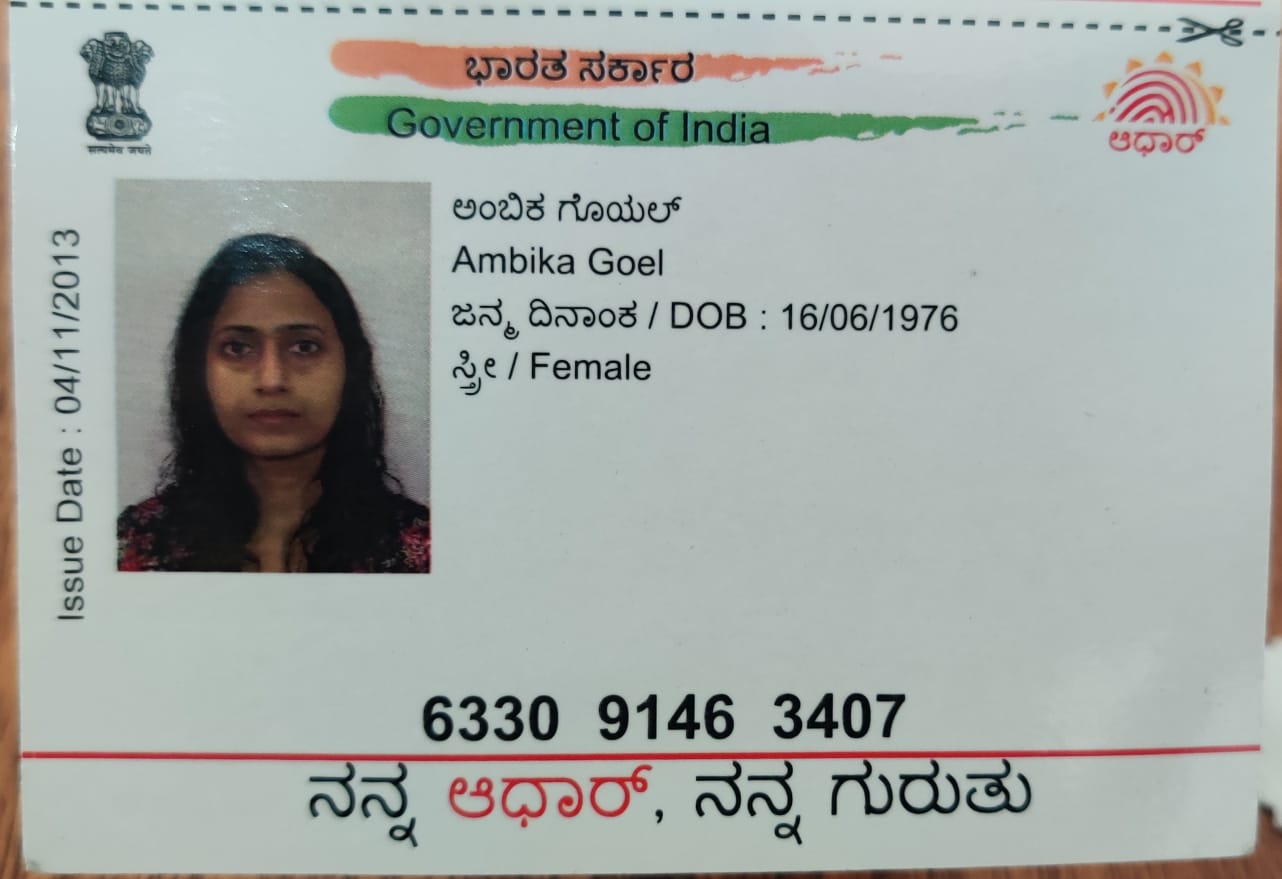 ಭಾರತ ಸರ್ಕಾರ
Government of India
सत्यमेव जयते
ಆಧಾರ್
Issue Date : 04/11/2013
ಅಂಬಿಕ ಗೊಯಲ್
Ambika Goel
ಜನ್ಮ ದಿನಾಂಕ / DOB : 16/06/1976
ಸ್ತ್ರೀ / Female
6330 9146 3407
ನನ್ನ ಆಧಾರ್, ನನ್ನ ಗುರುತು